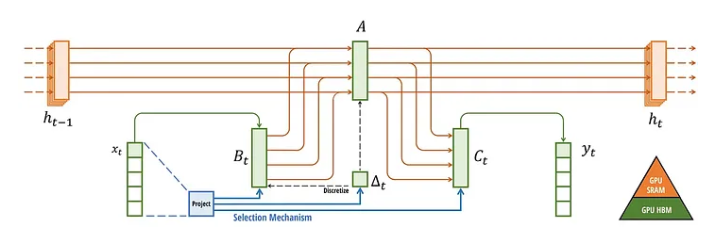 A
h_{t-1}
h_t
x_t
B_t
Δ_t
C_t
y_t
Discretize
Project
Selection Mechanism
GPU
SRAM
GPU HBM